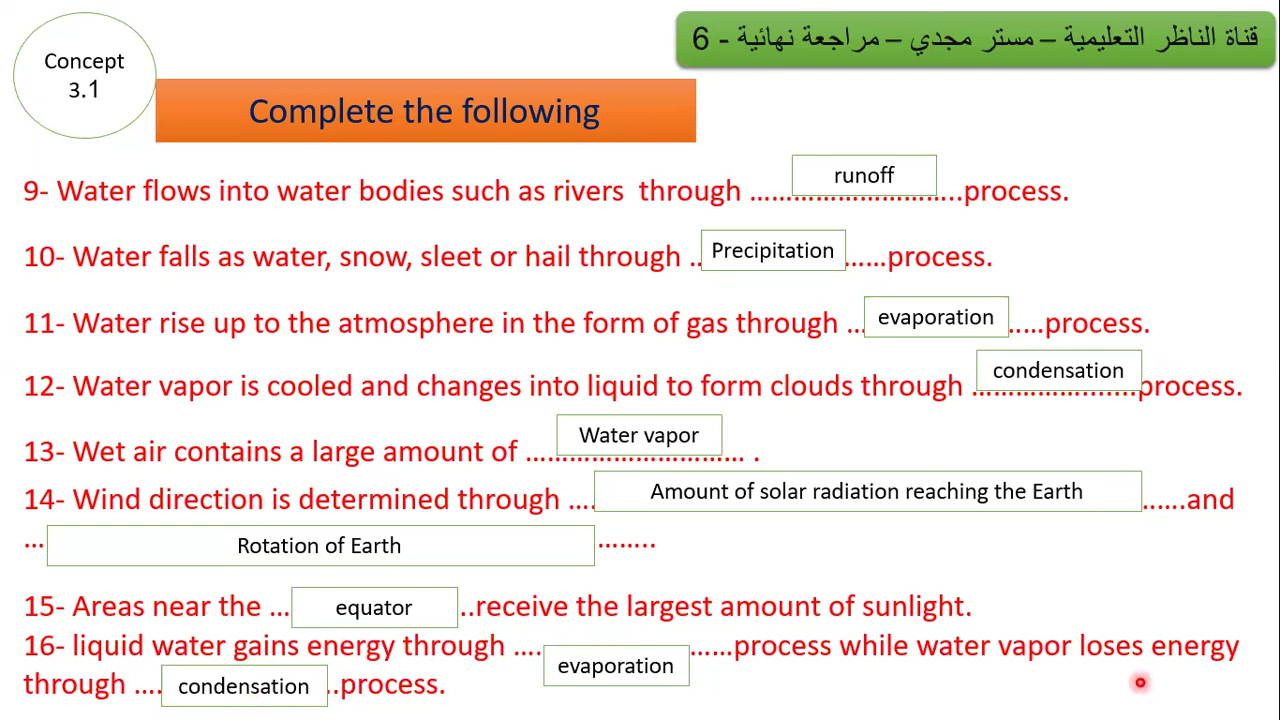 Concept
3.1
قناة الناظر التعليمية – مستر مجدي – مراجعة نهائية - 6
Complete the following
9- Water flows into water bodies such as rivers through ……runoff……..process.
10- Water falls as water, snow, sleet or hail through ..Precipitation……process.
11- Water rise up to the atmosphere in the form of gas through …evaporation…..process.
12- Water vapor is cooled and changes into liquid to form clouds through condensation process.
13- Wet air contains a large amount of ……Water vapor…… .
14- Wind direction is determined through ….Amount of solar radiation reaching the Earth……and
…Rotation of Earth……..
15- Areas near the …equator..receive the largest amount of sunlight.
16- liquid water gains energy through ….evaporation……process while water vapor loses energy
through ….condensation..process.